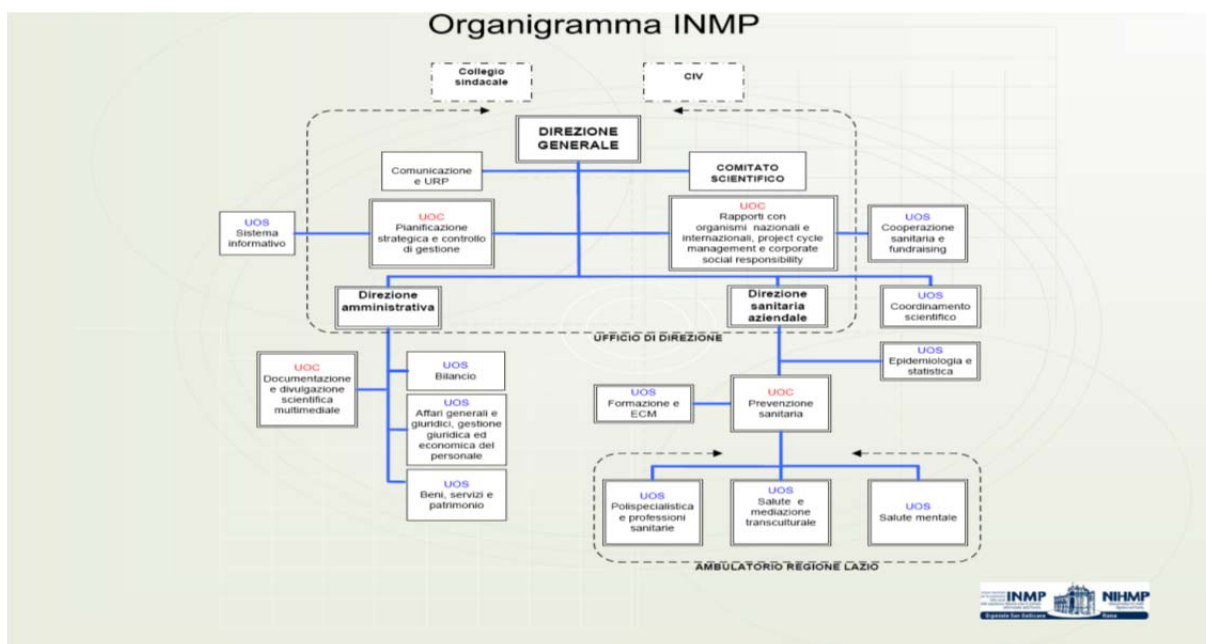 Organigramma INMP
Collegio
sindacale
CIV
DIREZIONE
GENERALE
Comunicazione
e URP
COMITATO
SCIENTIFICO
UOS
Sistema
informativo
UOC
Pianificazione
strategica e controllo
di gestione
UOC
Rapporti con
organismi nazionali e
internazionali, project cycle
management e corporate
social responsibility
UOS
Cooperazione
sanitaria e
fundraising
Direzione
amministrativa
Direzione
sanitaria
aziendale
UOS
Coordinamento
scientifico
UFFICIO DI DIREZIONE
UOC
Documentazione
e divulgazione
scientifica
multimediale
UOS
Bilancio
UOS
Epidemiologia e
statistica
UOS
Formazione e
ECM
UOC
Prevenzione
sanitaria
UOS
Affari generali e
giuridici, gestione
giuridica ed
economica del
personale
UOS
Beni, servizi e
patrimonio
UOS
Polispecialistica
e professioni
sanitarie
UOS
Salute e
mediazione
transculturale
UOS
Salute mentale
AMBULATORIO REGIONE LAZIO
INMP
NIHMP
Ospedale San Gallicano
Roma